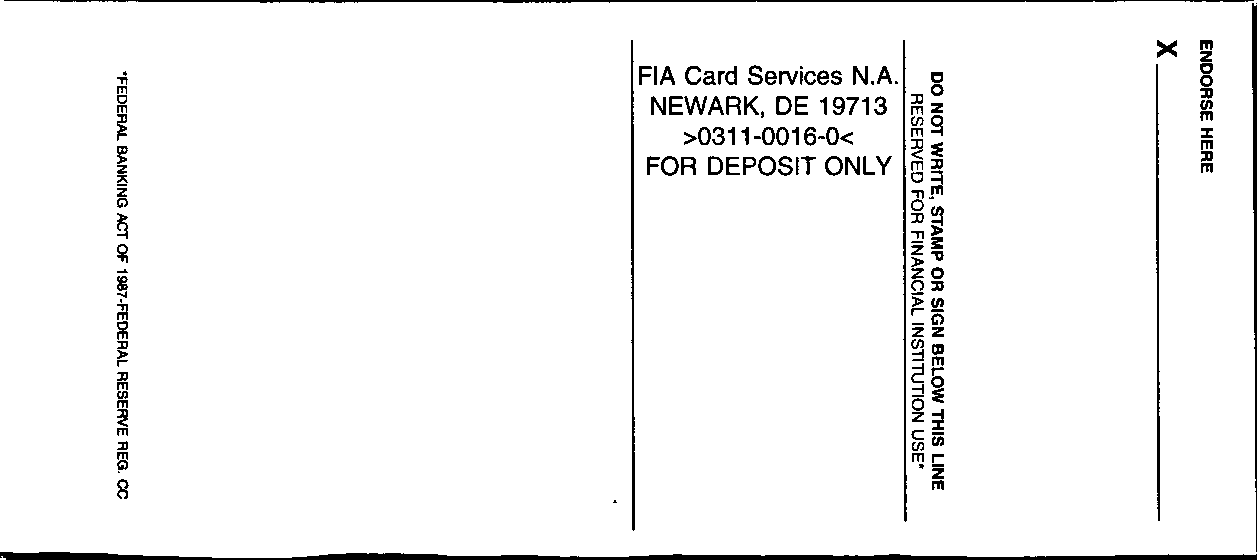 ENDORSE HERE
X
DO NOT WRITE, STAMP OR SIGN BELOW THIS LINE
RESERVED FOR FINANCIAL INSTITUTION USE*
FIA Card Services N.A.
NEWARK, DE 19713
>0311-0016-0<
FOR DEPOSIT ONLY
*FEDERAL BANKING ACT OF 1987-FEDERAL RESERVE REG. CC